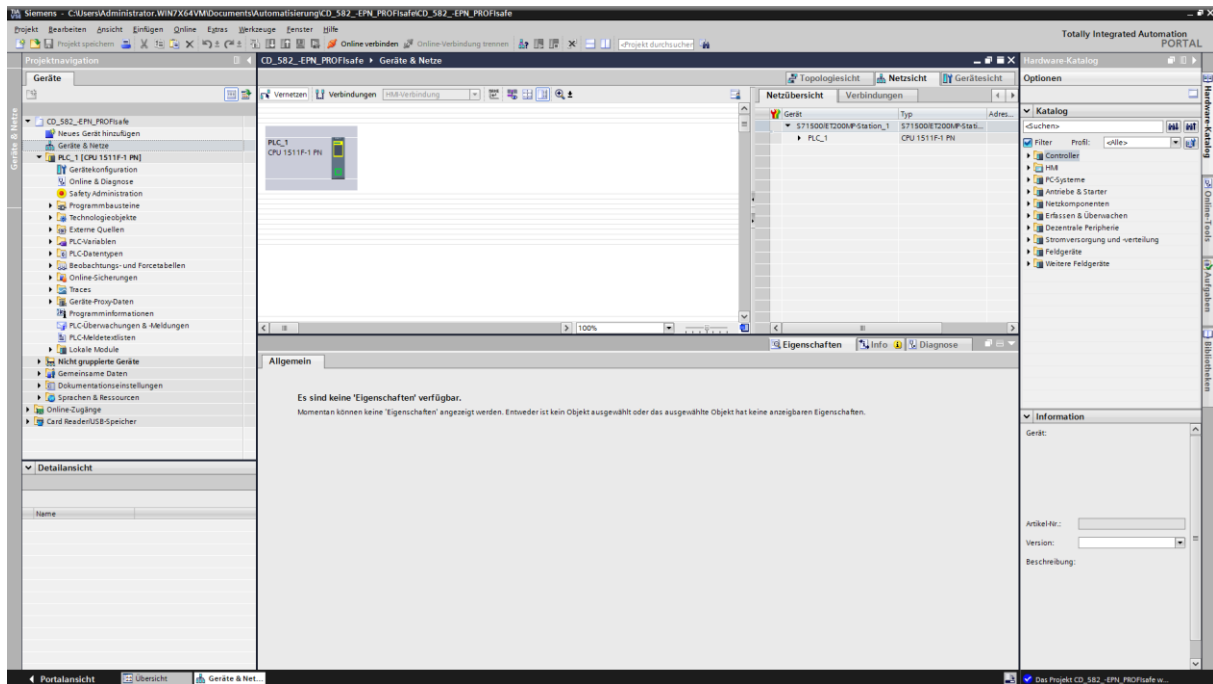 Siemens - C:\Users\Administrator.WIN7X64VM\Documents\Automatisierung\CD_582_-EPN_PROFIsafe\CD_582_-EPN_PROFIsafe
Projekt Bearbeiten Ansicht Einfügen Online Extras Werkzeuge Fenster Hilfe
Totally Integrated Automation
PORTAL
Projekt speichern Online verbinden Online-Verbindung trennen <Projekt durchsuchen
Projektnavigation
CD_582_-EPN_PROFIsafe Geräte & Netze
Hardware-Katalog
Geräte
Topologiesicht Netzsicht Gerätesicht
Optionen
Vernetzen Verbindungen HMI-Verbindung
Netzübersicht Verbindungen
Gerät Typ Adres...
S71500/ET200MP-Station_1 S71500/ET200MP-Stati...
PLC_1 CPU 1511F-1 PN
PLC_1
CPU 1511F-1 PN
CD_582_-EPN_PROFIsafe
Neues Gerät hinzufügen
Geräte & Netze
PLC_1 [CPU 1511F-1 PN]
Gerätekonfiguration
Online & Diagnose
Safety Administration
Programmbausteine
Technologieobjekte
Externe Quellen
PLC-Variablen
PLC-Datentypen
Beobachtungs- und Forcetabellen
Online-Sicherungen
Traces
Geräte-Proxy-Daten
Programminformationen
PLC-Überwachungen & -Meldungen
PLC-Meldetextlisten
Lokale Module
Nicht gruppierte Geräte
Gemeinsame Daten
Dokumentationseinstellungen
Sprachen & Ressourcen
Online-Zugänge
Card Reader/USB-Speicher
Detailansicht
Name
100%
Eigenschaften Info Diagnose
Allgemein
Es sind keine 'Eigenschaften' verfügbar.
Momentan können keine 'Eigenschaften' angezeigt werden. Entweder ist kein Objekt ausgewählt oder das ausgewählte Objekt hat keine anzeigbaren Eigenschaften.
Katalog
<Suchen>
Filter Profil: <Alle>
Controller
HMI
PC-Systeme
Antriebe & Starter
Netzkomponenten
Erfassen & Überwachen
Dezentrale Peripherie
Stromversorgung und -verteilung
Feldgeräte
Weitere Feldgeräte
Information
Gerät:
Artikel-Nr.:
Version:
Beschreibung:
Geräte & Netze
Hardware-Katalog
Online-Tools
Aufgaben
Bibliotheken
Portalansicht Übersicht Geräte & Net...
Das Projekt CD_582_-EPN_PROFIsafe w...